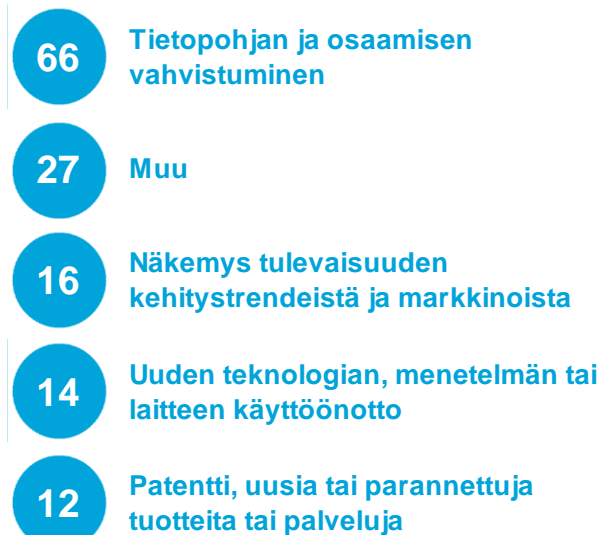 66
Tietopohjan ja osaamisen
vahvistuminen
27
Muu
16
Näkemys tulevaisuuden
kehitystrendeistä ja markkinoista
14
Uuden teknologian, menetelmän tai
laitteen käyttöönotto
12
Patentti, uusia tai parannettuja
tuotteita tai palveluja